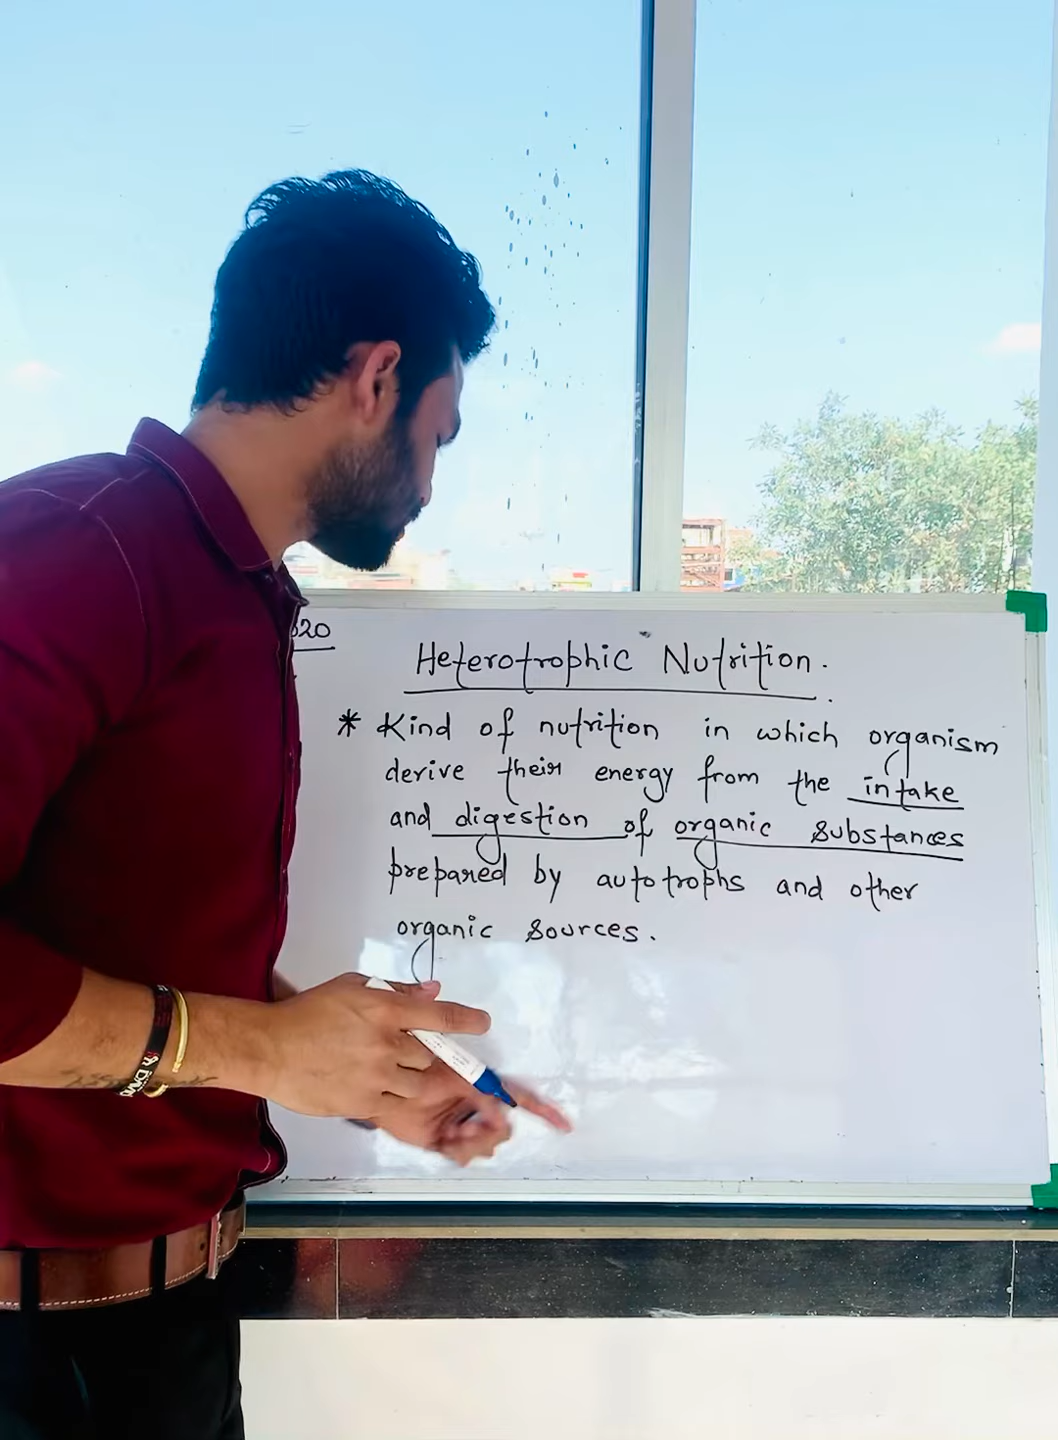 020
Heterotrophic Nutrition.
* Kind of nutrition in which organism
derive their energy from the intake
and digestion of organic substances
prepared by autotrophs and other
organic sources.